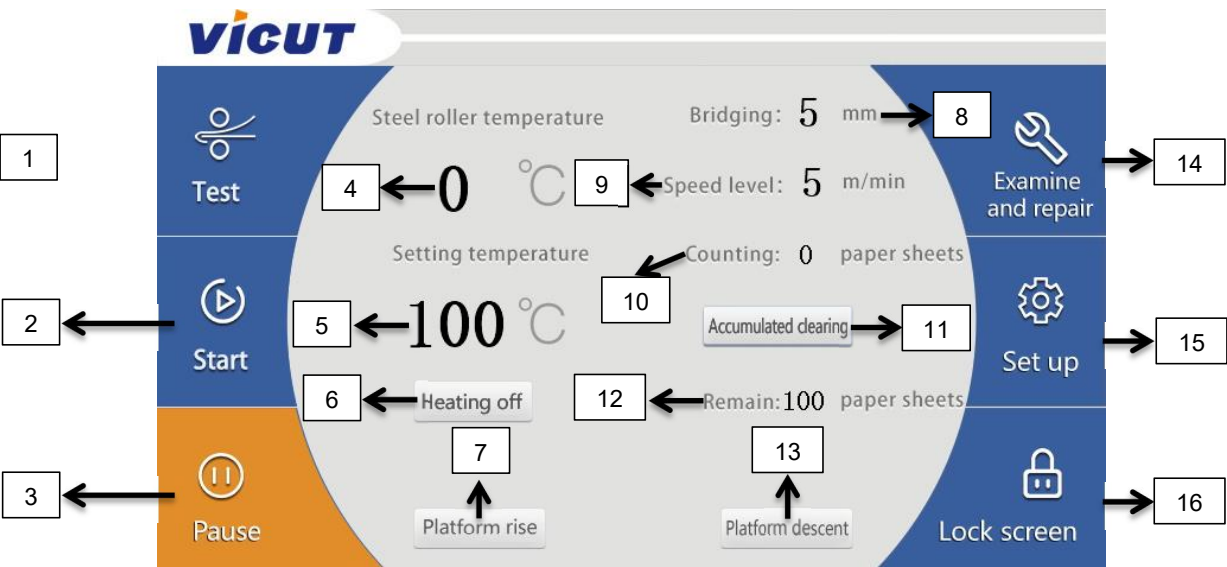 VICUT
Steel roller temperature
Bridging: 5 mm
8
1
Test
4
0 °C
9
Speed level: 5 m/min
Examine
and repair
14
Setting temperature
Counting: 0 paper sheets
10
2
Start
5
100 °C
Accumulated clearing
11
Set up
15
6
Heating off
12
Remain: 100 paper sheets
7
13
3
Pause
Platform rise
Platform descent
Lock screen
16